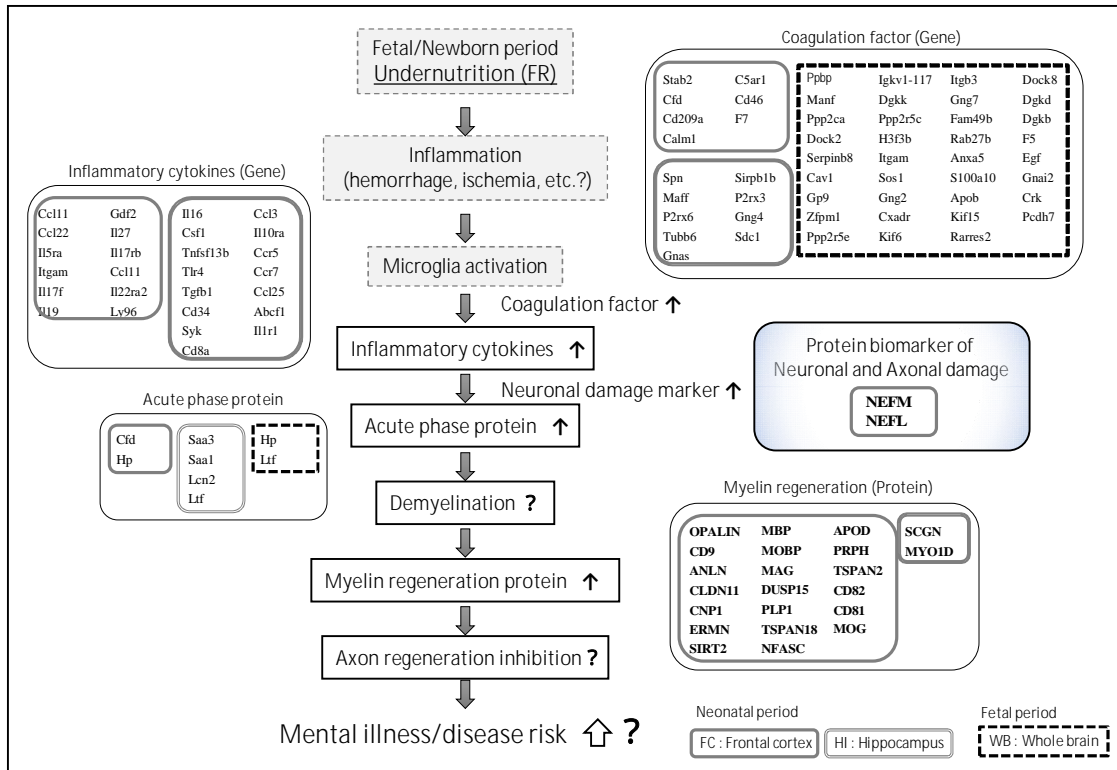 Fetal/Newborn period
Undernutrition (FR)
Inflammation
(hemorrhage, ischemia, etc.?)
Microglia activation
Coagulation factor ↑
Inflammatory cytokines ↑
Neuronal damage marker ↑
Acute phase protein ↑
Demyelination ?
Myelin regeneration protein ↑
Axon regeneration inhibition ?
Mental illness/disease risk ⇧ ?
Inflammatory cytokines (Gene)
Ccl11 Gdf2
Ccl22 Il27
Il5ra Il17rb
Itgam Ccl11
Il17f Il22ra2
Il19 Ly96
Il16 Ccl3
Csf1 Il10ra
Tnfsf13b Ccr5
Tlr4 Ccr7
Tgfb1 Ccl25
Cd34 Abcf1
Syk Il1r1
Cd8a
Acute phase protein
Cfd
Hp
Saa3
Saa1
Lcn2
Ltf
Hp
Ltf
Coagulation factor (Gene)
Stab2 C5ar1
Cfd Cd46
Cd209a F7
Calm1
Spn Sirpb1b
Maff P2rx3
P2rx6 Gng4
Tubb6 Sdc1
Gnas
Ppbp Igkv1-117 Itgb3 Dock8
Manf Dgkk Gng7 Dgkd
Ppp2ca Ppp2r5c Fam49b Dgkb
Dock2 H3f3b Rab27b F5
Serpinb8 Itgam Anxa5 Egf
Cav1 Sos1 S100a10 Gnai2
Gp9 Gng2 Apob Crk
Zfpm1 Cxadr Kif15 Pcdh7
Ppp2r5e Kif6 Rarres2
Protein biomarker of
Neuronal and Axonal damage
NEFM
NEFL
Myelin regeneration (Protein)
OPALIN MBP APOD
CD9 MOBP PRPH
ANLN MAG TSPAN2
CLDN11 DUSP15 CD82
CNP1 PLP1 CD81
ERMN TSPAN18 MOG
SIRT2 NFASC
SCGN
MYO1D
Neonatal period
FC : Frontal cortex
HI : Hippocampus
Fetal period
WB : Whole brain